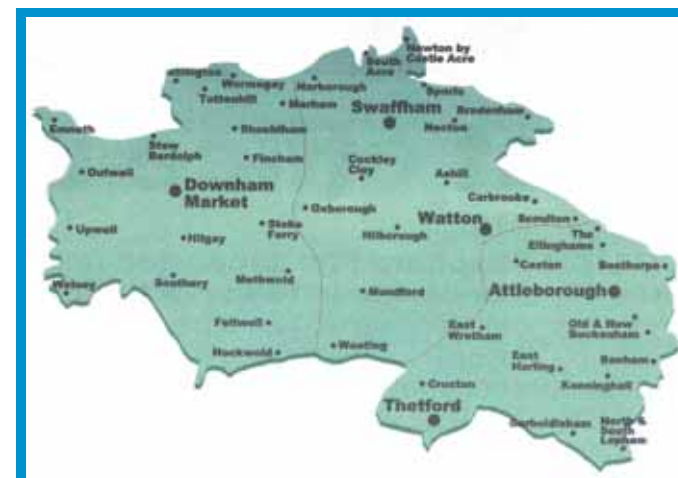 Newton by
Castle Acre
South
Acre
Wormegay
Narborough
Tottenhill
Marham
Sporle
Swaffham
Bradenham
Necton
Emneth
Stow
Bardolph
Shouldham
Fincham
Cockley
Cley
Ashill
Outwell
Downham
Market
Carbrooke
Oxborough
Watton
Scoulton
Upwell
Stoke
Ferry
Hilborough
The
Ellinghams
Hilgay
Caston
Besthorpe
Welney
Southery
Methwold
Mundford
Attleborough
Feltwell
East
Wretham
Old & New
Buckenham
Hockwold
Weeting
East
Harling
Banham
Kenninghall
Croxton
Thetford
Garboldisham
North &
South
Lopham